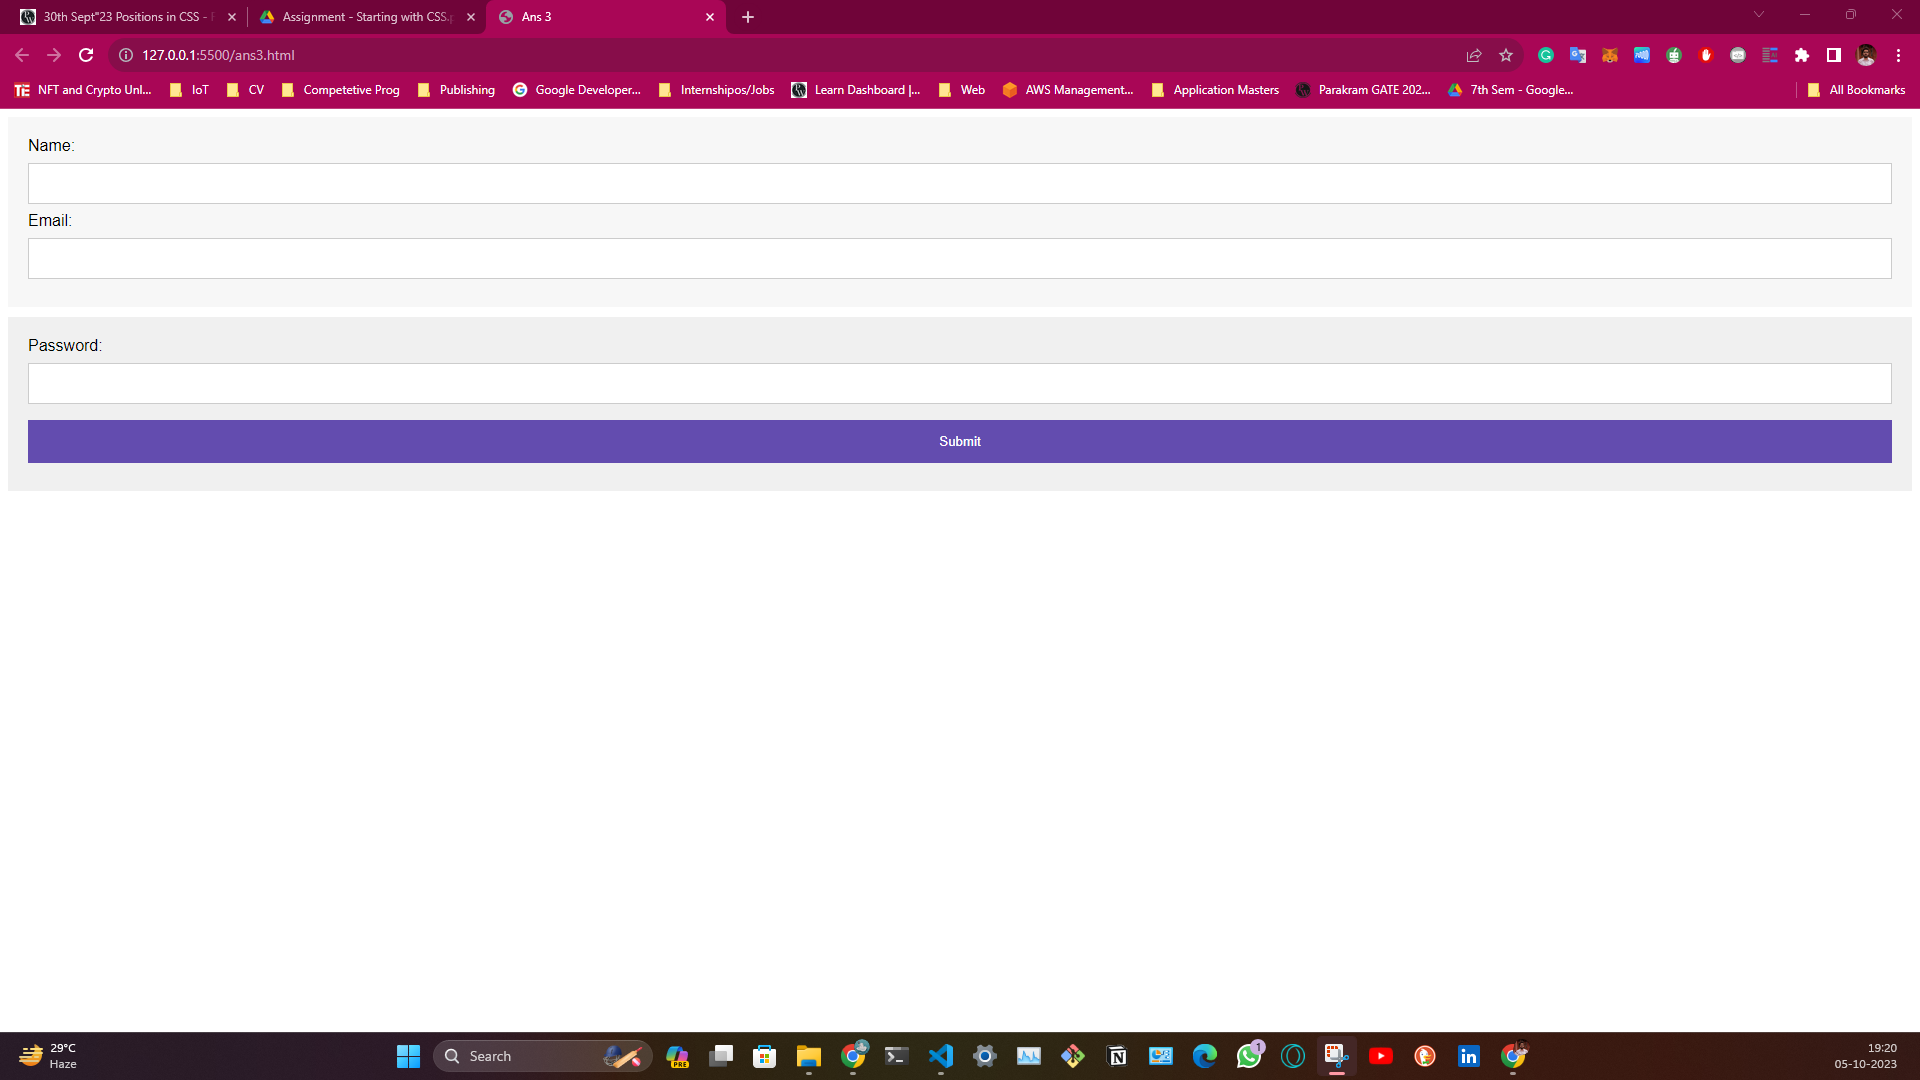 30th Sept"23 Positions in CSS - F
Assignment - Starting with CSS.p
Ans 3
127.0.0.1:5500/ans3.html
TE NFT and Crypto Unl...
IoT
CV
Competetive Prog
Publishing
Google Developer...
Internshipos/Jobs
Learn Dashboard |...
Web
AWS Management...
Application Masters
Parakram GATE 202...
7th Sem - Google...
All Bookmarks
Name:
Email:
Password:
Submit
29°C
Haze
Search
PRE
1
19:20
05-10-2023